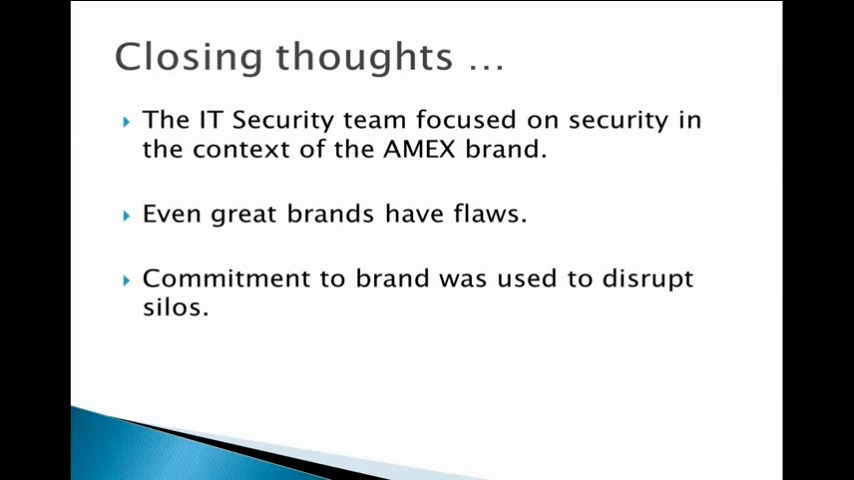 Closing thoughts ...
The IT Security team focused on security in
the context of the AMEX brand.
Even great brands have flaws.
Commitment to brand was used to disrupt
silos.